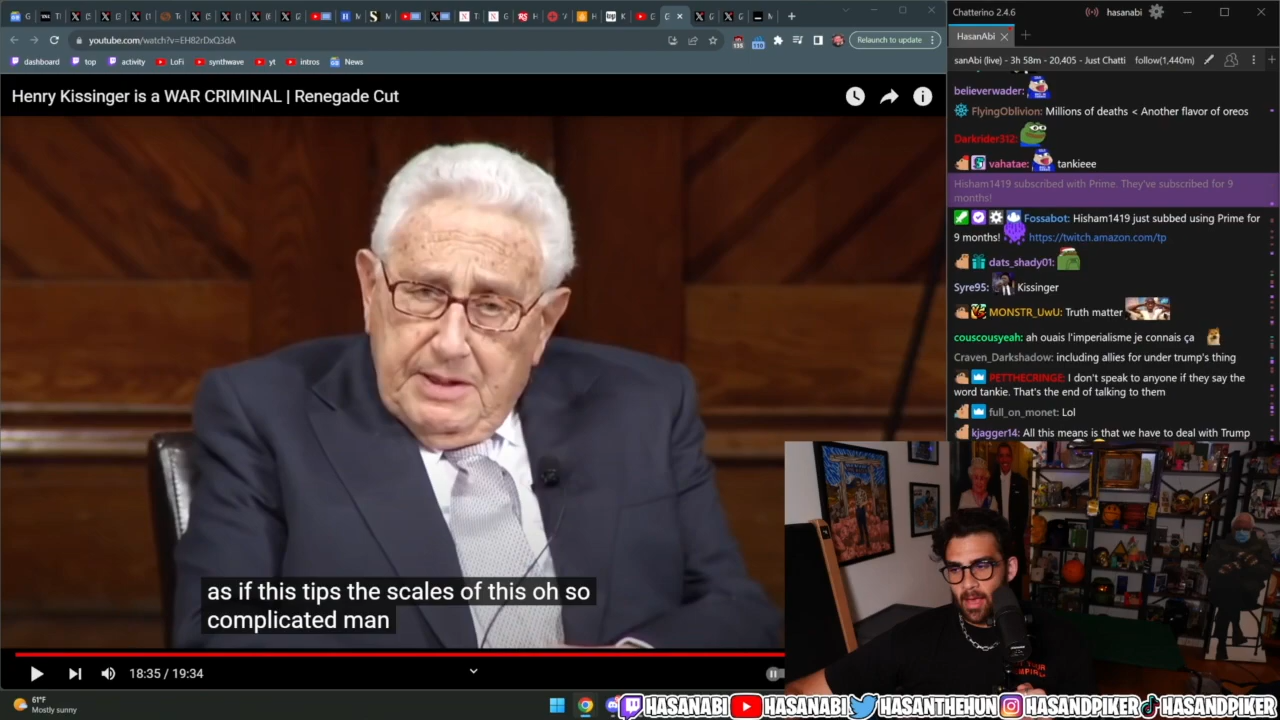 Relaunch to update
youtube.com/watch?v=EH82rDxQ3dA
dashboard
top
activity
LoFi
synthwave
yt
intros
News
Henry Kissinger is a WAR CRIMINAL | Renegade Cut
as if this tips the scales of this oh so
complicated man
18:35 / 19:34
Chatterino 2.4.6
hasanabi
HasanAbi
sanAbi (live) - 3h 58m - 20,405 - Just Chatti
follow(1,440m)
believerwader:
FlyingOblivion: Millions of deaths < Another flavor of oreos
Darkrider312:
vahatae: tankieee
Hisham1419 subscribed with Prime. They've subscribed for 9
months!
Fossabot: Hisham1419 just subbed using Prime for
9 months! https://twitch.amazon.com/tp
dats_shady01:
Syre95: Kissinger
MONSTR_UwU: Truth matter
couscousyeah: ah ouais l'imperialisme je connais ça
Craven_Darkshadow: including allies for under trump's thing
PETTHECRINGE: I don't speak to anyone if they say the
word tankie. That's the end of talking to them
full_on_monet: Lol
kjagger14: All this means is that we have to deal with Trump
61°F
Mostly sunny
HASANABI
HASANABI
HASANTHEHUN
HASANDPIKER
HASANDPIKER